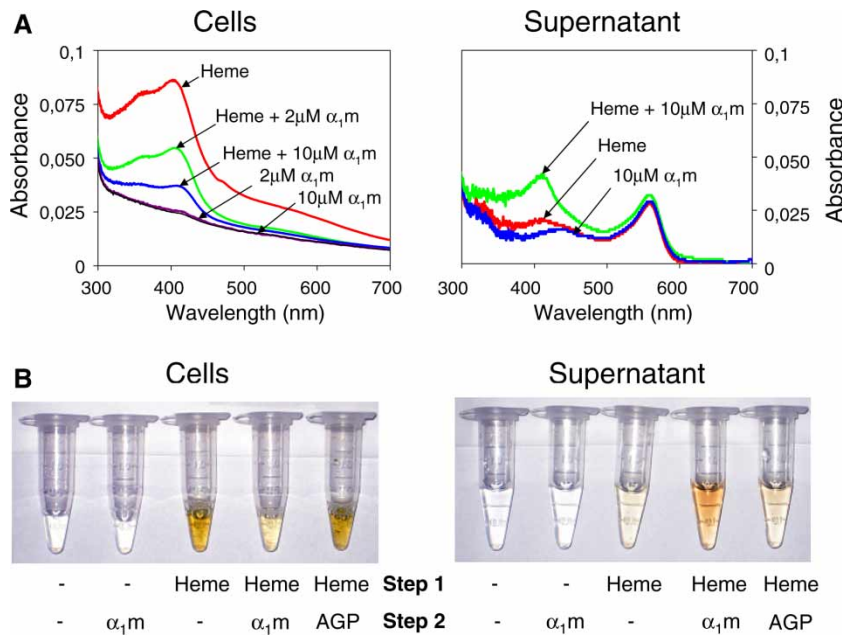 A
Cells
Supernatant
0,1
0,075
0,050
0,025
0
Absorbance
Heme
Heme + 2μM α₁m
Heme + 10μM α₁m
2μM α₁m
10μM α₁m
300 400 500 600 700
Wavelength (nm)
0,1
0,075
0,050
0,025
0
Absorbance
Heme + 10μM α₁m
Heme
10μM α₁m
300 400 500 600 700
Wavelength (nm)
B
Cells
Supernatant
- - Heme Heme Heme Step 1 - - Heme Heme Heme
- α₁m - α₁m AGP Step 2 - α₁m - α₁m AGP